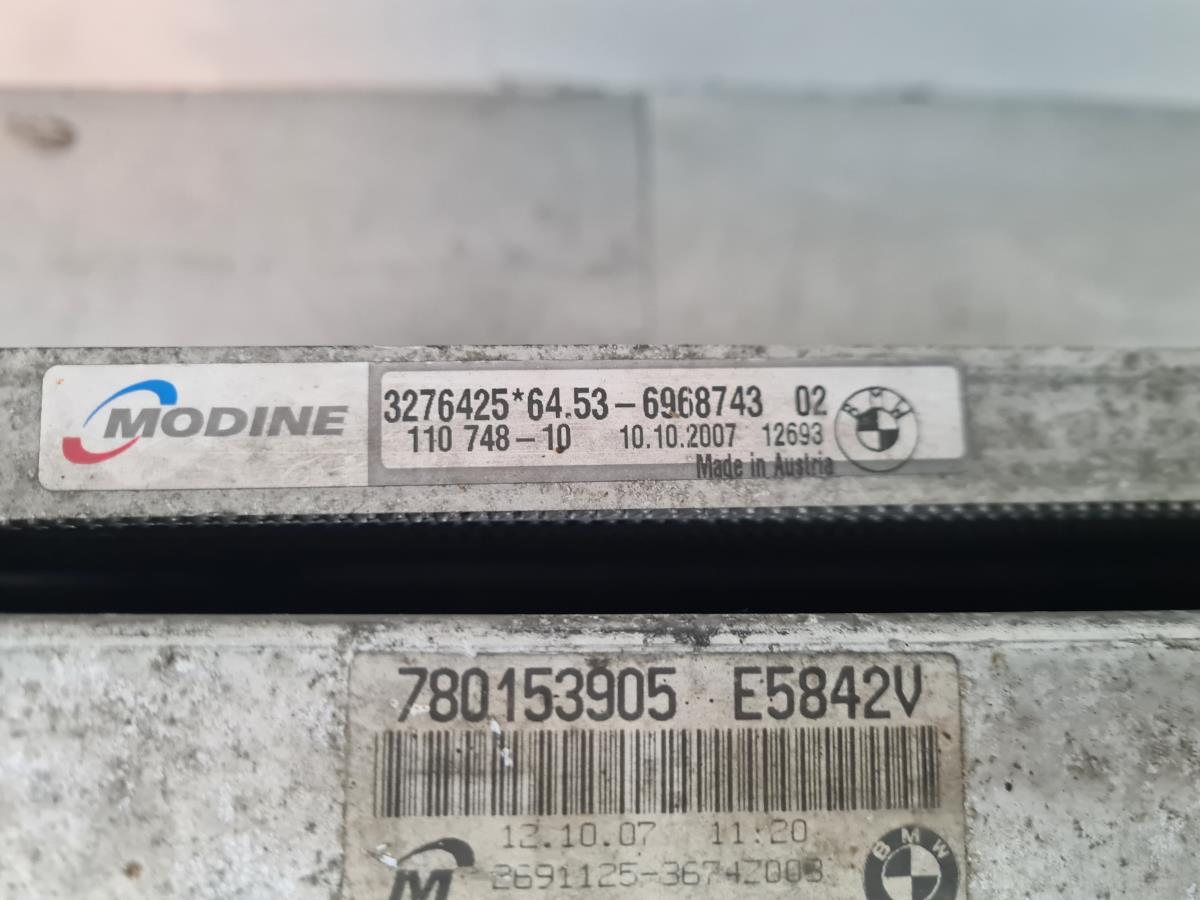 MODINE
3276425*64.53-6968743 02
110 748-10 10.10.2007 12693
Made in Austria
BMW
780153905 E5842V
12.10.07 11:20
2691125-3674Z003
M
BMW